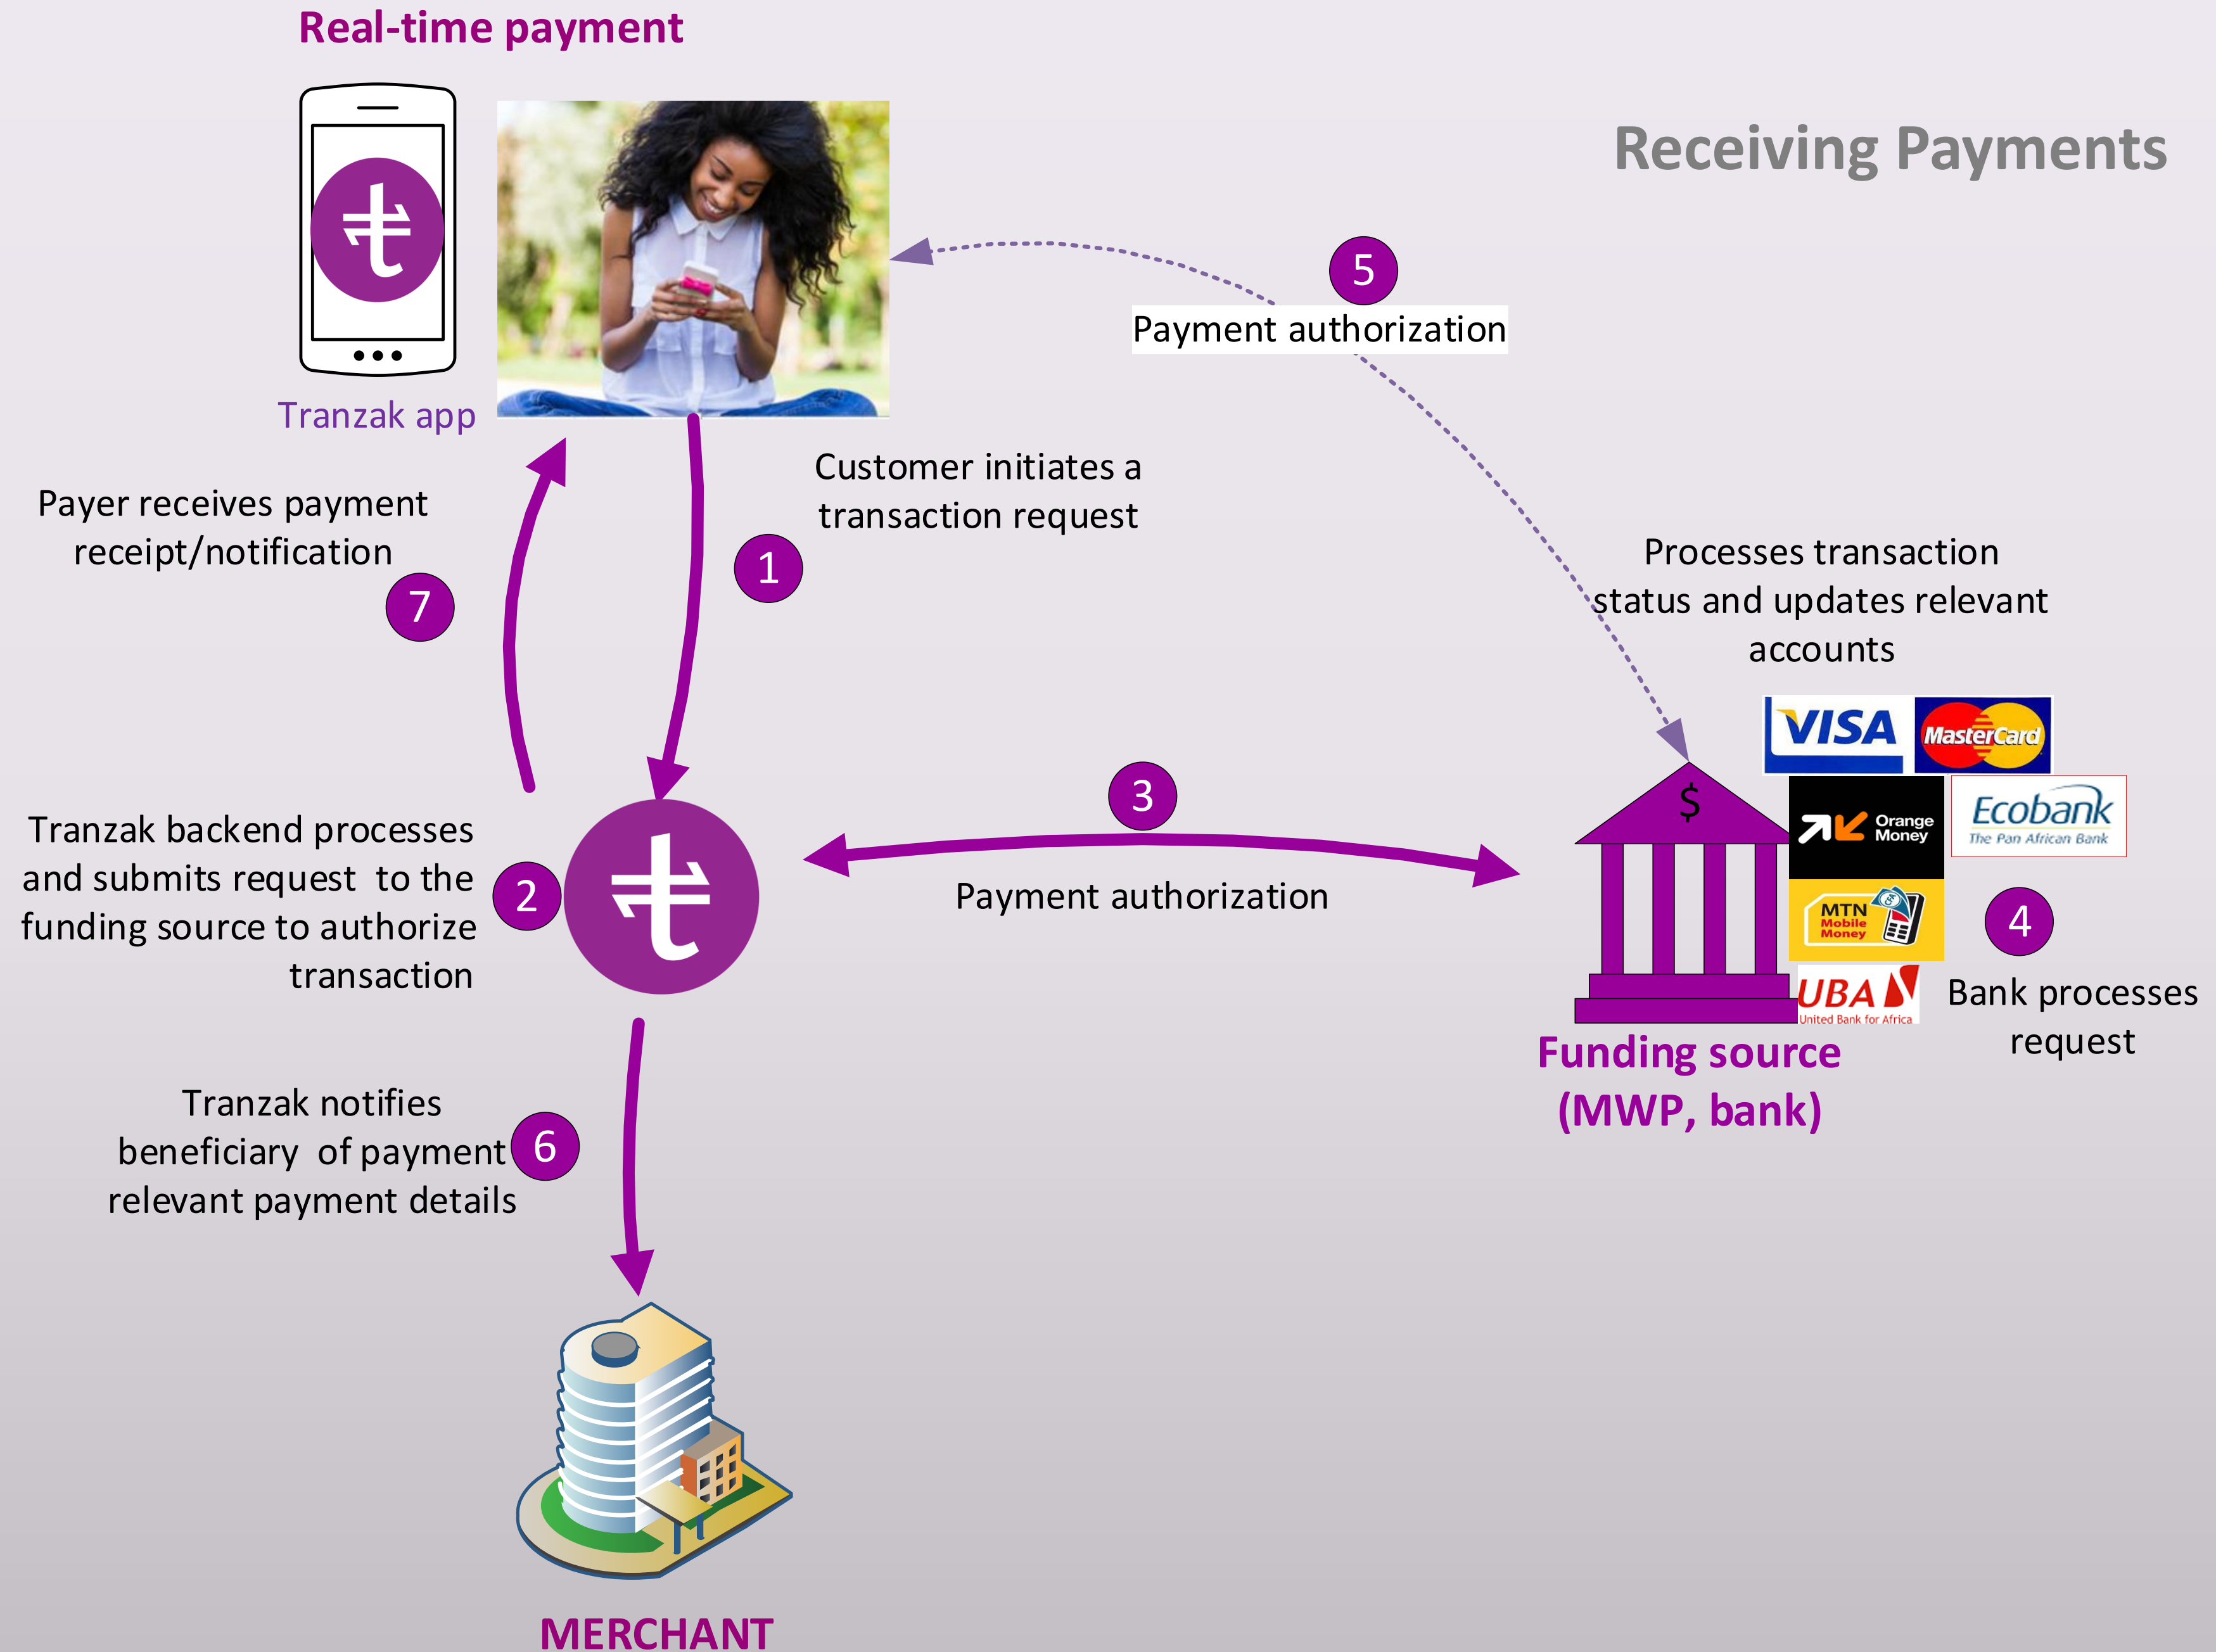 Real-time payment
Receiving Payments
Tranzak app
5
Payment authorization
Customer initiates a
transaction request
1
Payer receives payment
receipt/notification
7
Processes transaction
status and updates relevant
accounts
VISA
MasterCard
$
Orange
Money
Ecobank
The Pan African Bank
MTN
Mobile
Money
4
UBA
United Bank for Africa
Bank processes
request
Funding source
(MWP, bank)
3
Payment authorization
Tranzak backend processes
and submits request  to the
funding source to authorize
transaction
2
Tranzak notifies
beneficiary  of payment
relevant payment details
6
MERCHANT